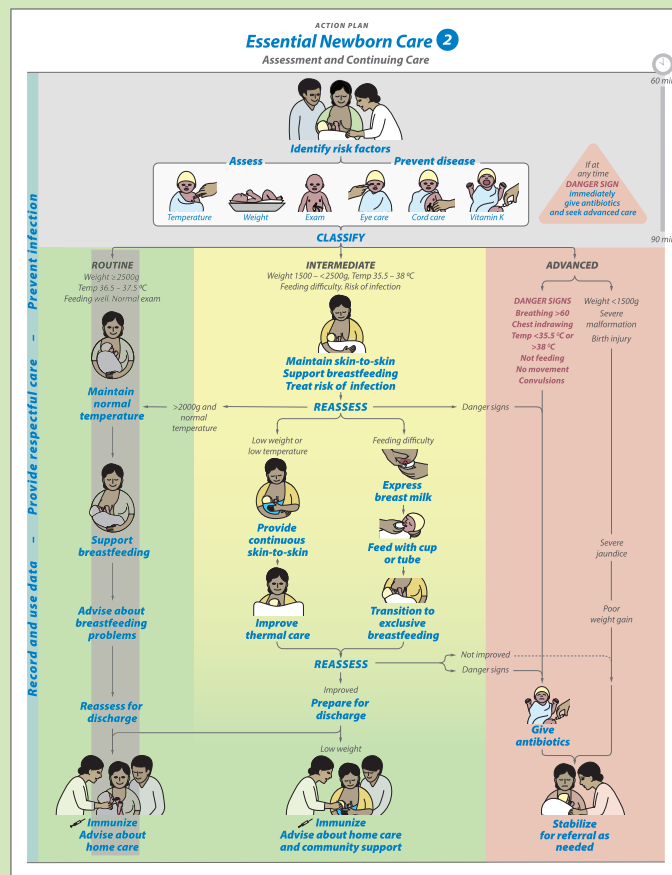 ACTION PLAN
Essential Newborn Care 2
Assessment and Continuing Care
60 min
Identify risk factors
Assess
Prevent disease
Temperature
Weight
Exam
Eye care
Cord care
Vitamin K
If at
any time
DANGER SIGN
immediately
give antibiotics
and seek advanced care
CLASSIFY
90 min
Prevent infection
–
Provide respectful care
–
Record and use data
ROUTINE
Weight ≥2500g
Temp 36.5 – 37.5 ºC
Feeding well. Normal exam
Maintain
normal
temperature
Support
breastfeeding
Advise about
breastfeeding
problems
Reassess for
discharge
Immunize
Advise about
home care
INTERMEDIATE
Weight 1500 – <2500g, Temp 35.5 – 38 ºC
Feeding difficulty. Risk of infection
Maintain skin-to-skin
Support breastfeeding
Treat risk of infection
REASSESS
>2000g and
normal
temperature
Danger signs
Low weight or
low temperature
Provide
continuous
skin-to-skin
Improve
thermal care
Feeding difficulty
Express
breast milk
Feed with cup
or tube
Transition to
exclusive
breastfeeding
REASSESS
Not improved
Danger signs
Improved
Prepare for
discharge
Low weight
Immunize
Advise about home care
and community support
ADVANCED
DANGER SIGNS
Breathing >60
Chest indrawing
Temp <35.5 ºC or
>38 ºC
Not feeding
No movement
Convulsions
Weight <1500g
Severe
malformation
Birth injury
Severe
jaundice
Poor
weight gain
Give
antibiotics
Stabilize
for referral as
needed